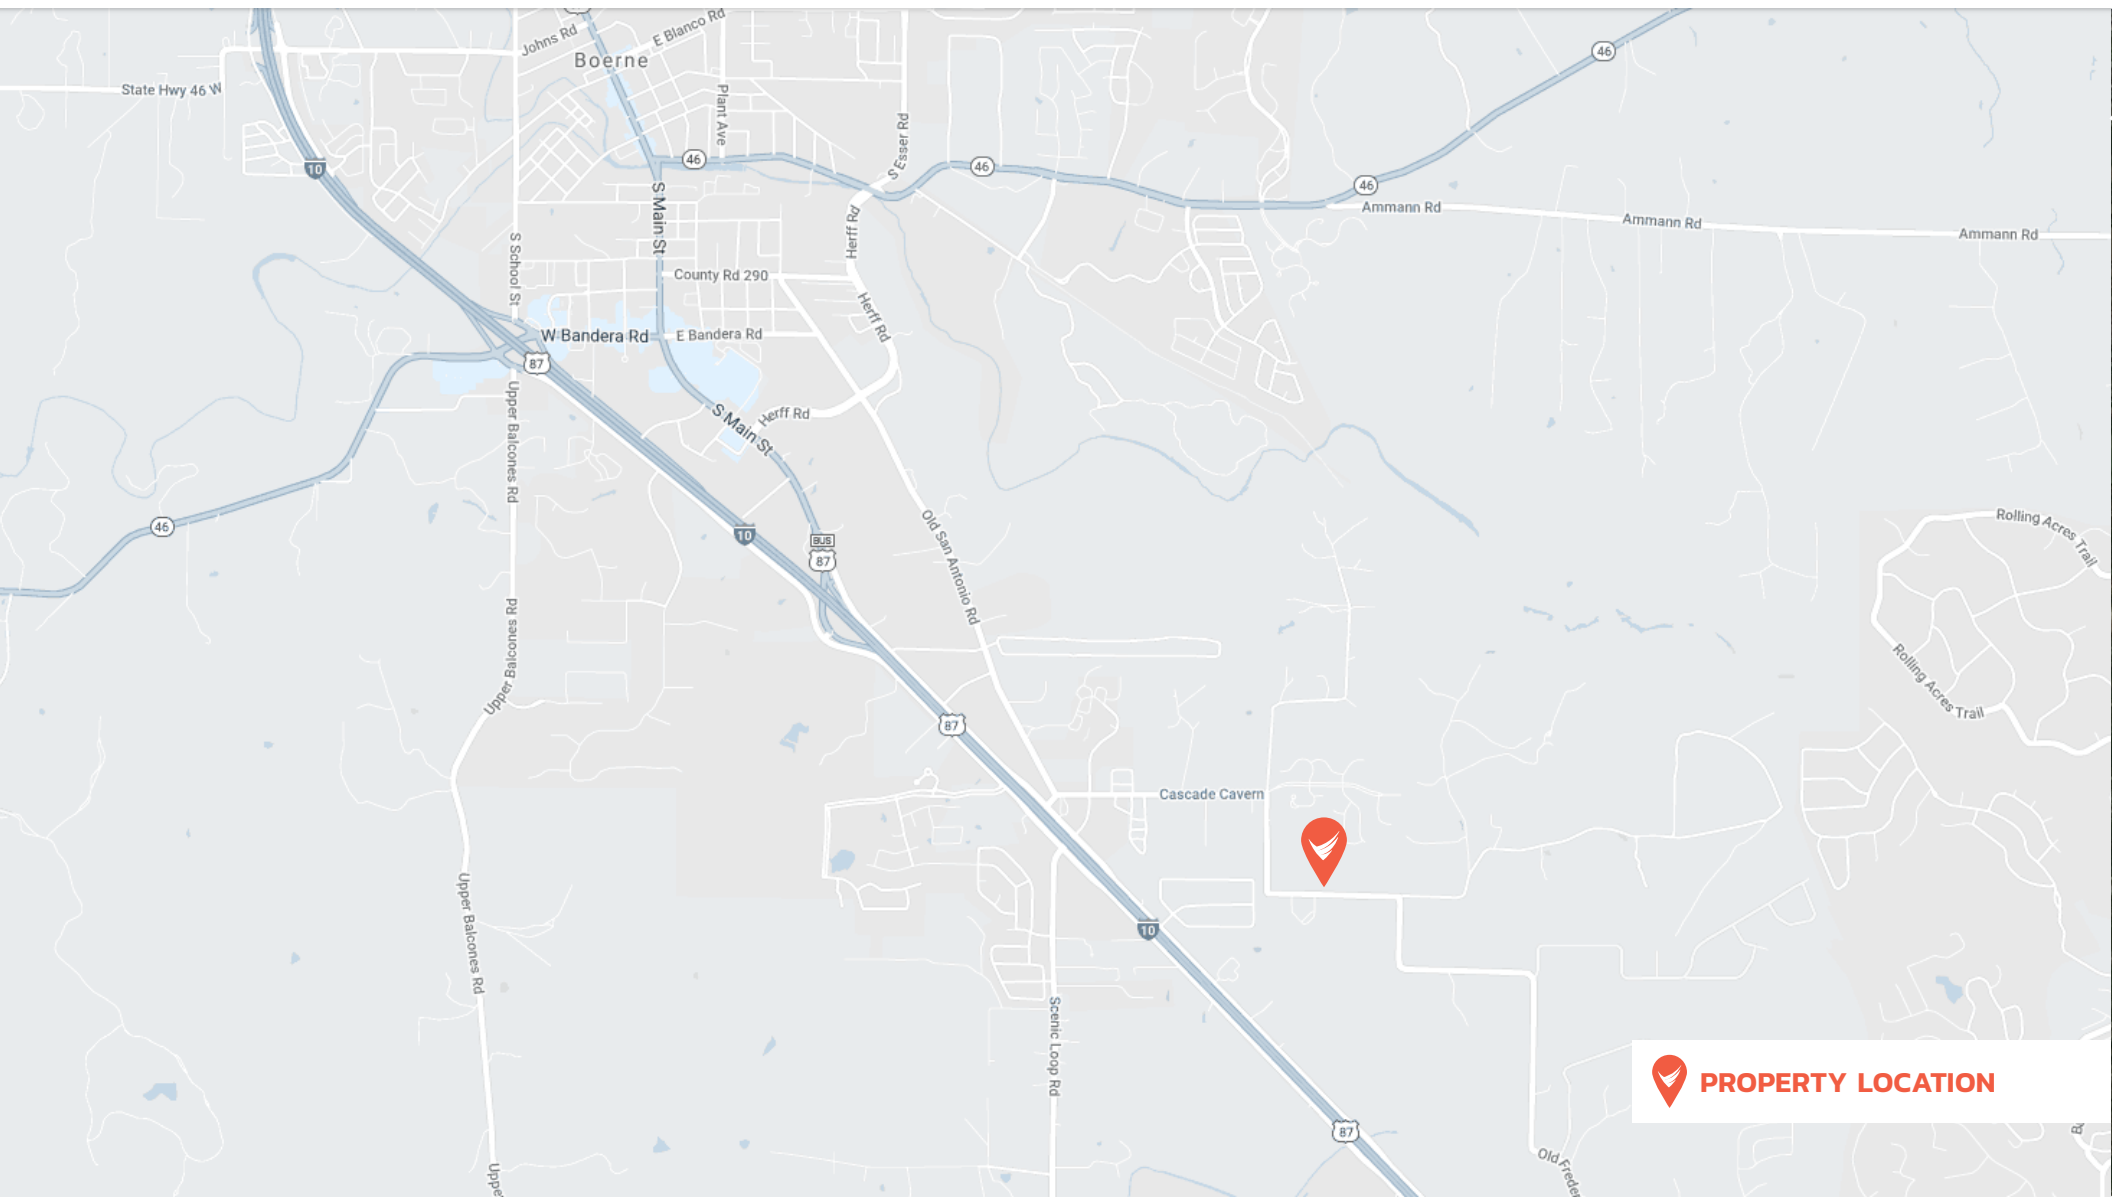 Johns Rd
E Blanco Rd
Boerne
46
State Hwy 46 W
Plant Ave
S Esser Rd
10
46
46
46
S Main St
Herff Rd
Ammann Rd
Ammann Rd
Ammann Rd
S School St
County Rd 290
Herff Rd
W Bandera Rd
E Bandera Rd
87
Upper Balcones Rd
S Main St
Herff Rd
46
10
BUS
87
Old San Antonio Rd
Rolling Acres Trail
Upper Balcones Rd
Rolling Acres Trail
87
Cascade Cavern
Upper Balcones Rd
10
Scenic Loop Rd
PROPERTY LOCATION
87
Old Freder
Uppe